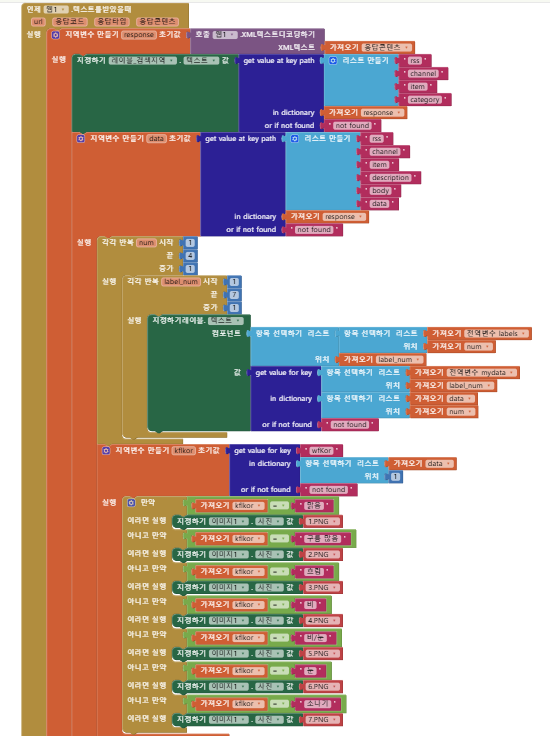 언제 웹1 .텍스트를받았을때
url 응답코드 응답타입 응답콘텐츠
실행 지역변수 만들기 response 초기값 호출 웹1 .XML텍스트디코딩하기
XML텍스트 가져오기 응답콘텐츠
실행 지정하기 레이블_검색지역 . 텍스트 값 get value at key path 리스트 만들기 " rss "
" channel "
" item "
" category "
in dictionary 가져오기 response
or if not found " not found "
지역변수 만들기 data 초기값 get value at key path 리스트 만들기 " rss "
" channel "
" item "
" description "
" body "
" data "
in dictionary 가져오기 response
or if not found " not found "
실행 각각 반복 num 시작 1
끝 4
증가 1
실행 각각 반복 label_num 시작 1
끝 7
증가 1
실행 지정하기레이블. 텍스트
컴포넌트 항목 선택하기 리스트 항목 선택하기 리스트 가져오기 전역변수 labels
위치 가져오기 num
위치 가져오기 label_num
값 get value for key 항목 선택하기 리스트 가져오기 전역변수 mydata
위치 가져오기 label_num
in dictionary 항목 선택하기 리스트 가져오기 data
위치 가져오기 num
or if not found " not found "
지역변수 만들기 kfikor 초기값 get value for key " wfKor "
in dictionary 항목 선택하기 리스트 가져오기 data
위치 1
or if not found " not found "
실행 만약 가져오기 kfikor = " 맑음 "
이라면 실행 지정하기 이미지1 . 사진 값 1.PNG
아니고 만약 가져오기 kfikor = " 구름 많음 "
이라면 실행 지정하기 이미지1 . 사진 값 2.PNG
아니고 만약 가져오기 kfikor = " 흐림 "
이라면 실행 지정하기 이미지1 . 사진 값 3.PNG
아니고 만약 가져오기 kfikor = " 비 "
이라면 실행 지정하기 이미지1 . 사진 값 4.PNG
아니고 만약 가져오기 kfikor = " 비/눈 "
이라면 실행 지정하기 이미지1 . 사진 값 5.PNG
아니고 만약 가져오기 kfikor = " 눈 "
이라면 실행 지정하기 이미지1 . 사진 값 6.PNG
아니고 만약 가져오기 kfikor = " 소나기 "
이라면 실행 지정하기 이미지1 . 사진 값 7.PNG